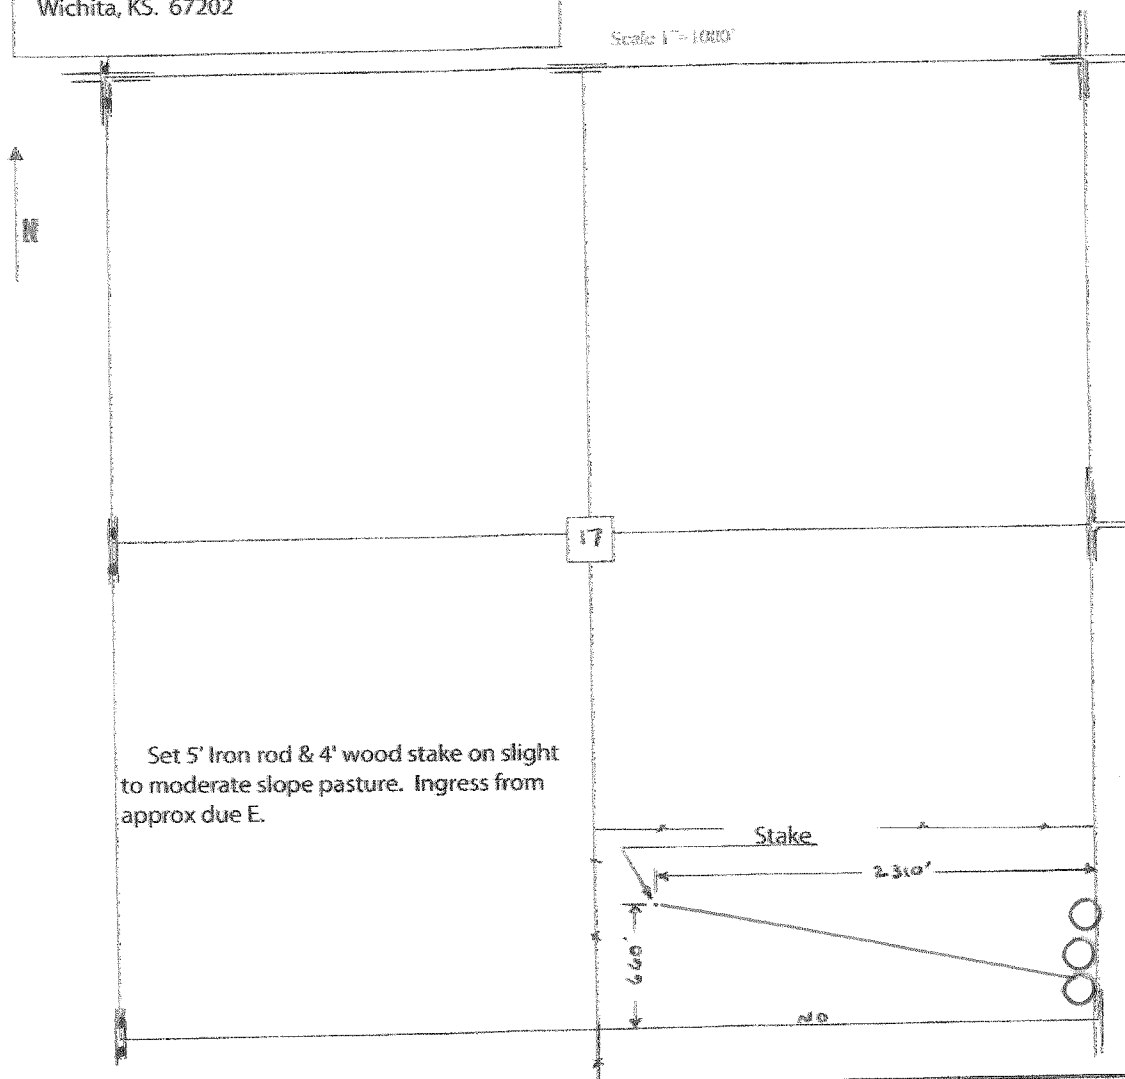 Wichita, KS. 67202
Scale 1"=1000'
N
17
Set 5' Iron rod & 4' wood stake on slight
to moderate slope pasture. Ingress from
approx due E.
Stake
2310'
660'
NO